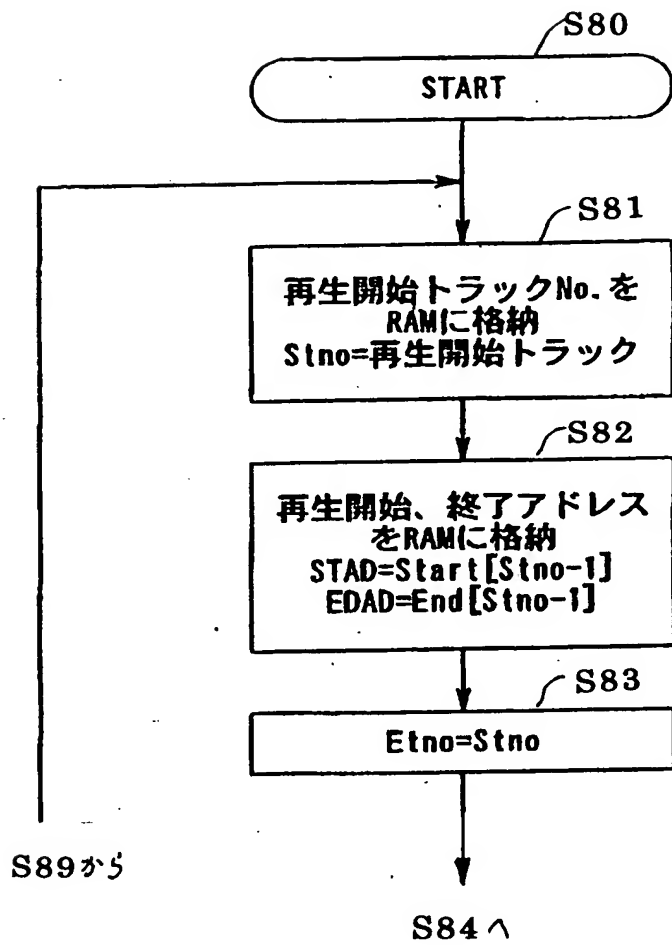 S80
START
S81
再生開始トラックNo.を
RAMに格納
Stno=再生開始トラック
S82
再生開始、終了アドレス
をRAMに格納
STAD=Start[Stno-1]
EDAD=End[Stno-1]
S83
Etno=Stno
S89から
S84へ